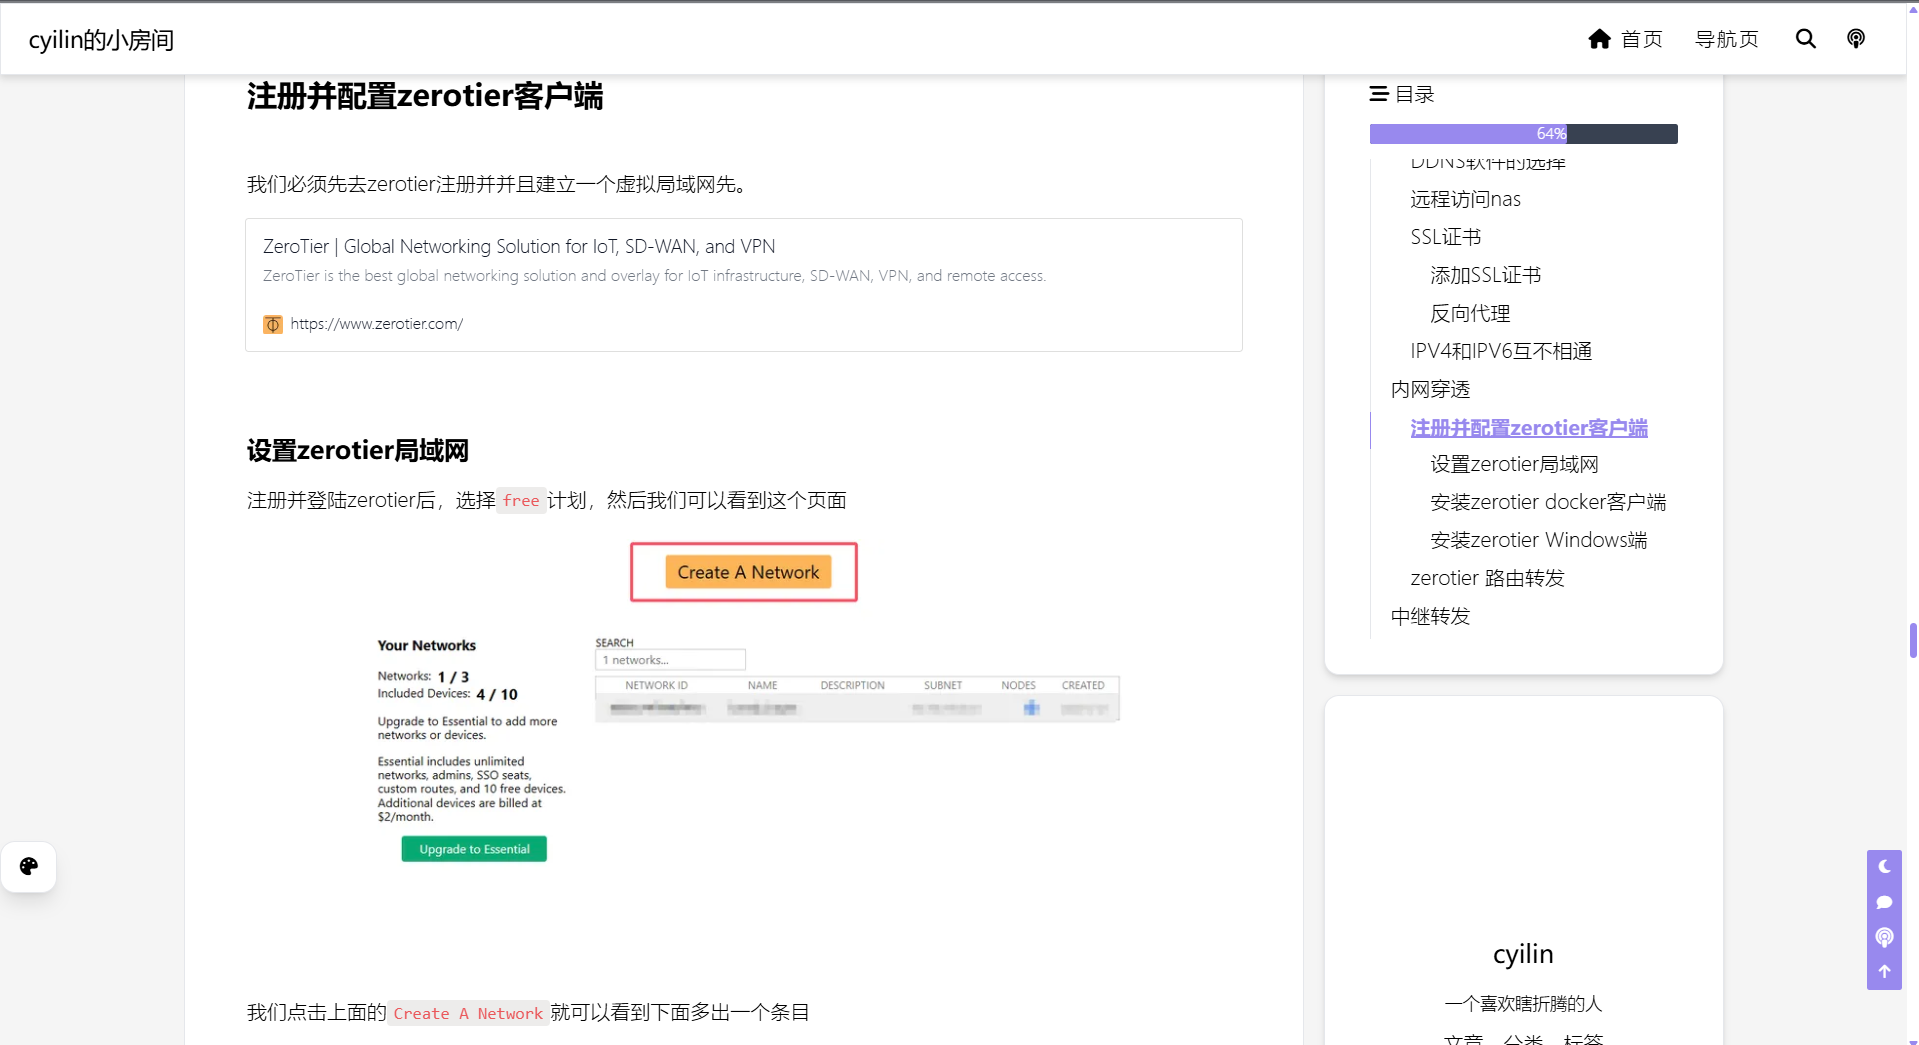 cyilin的小房间
首页
导航页
注册并配置zerotier客户端
我们必须先去zerotier注册并并且建立一个虚拟局域网先。
ZeroTier | Global Networking Solution for IoT, SD-WAN, and VPN
ZeroTier is the best global networking solution and overlay for IoT infrastructure, SD-WAN, VPN, and remote access.
https://www.zerotier.com/
设置zerotier局域网
注册并登陆zerotier后，选择 free 计划，然后我们可以看到这个页面
Create A Network
Your Networks
Networks: 1 / 3
Included Devices: 4 / 10
Upgrade to Essential to add more
networks or devices.
Essential includes unlimited
networks, admins, SSO seats,
custom routes, and 10 free devices.
Additional devices are billed at
$2/month.
Upgrade to Essential
SEARCH
1 networks...
NETWORK ID NAME DESCRIPTION SUBNET NODES CREATED
我们点击上面的 Create A Network 就可以看到下面多出一个条目
目录
64%
DDNS软件的选择
远程访问nas
SSL证书
添加SSL证书
反向代理
IPV4和IPV6互不相通
内网穿透
注册并配置zerotier客户端
设置zerotier局域网
安装zerotier docker客户端
安装zerotier Windows端
zerotier 路由转发
中继转发
cyilin
一个喜欢瞎折腾的人
文章 分类 标签